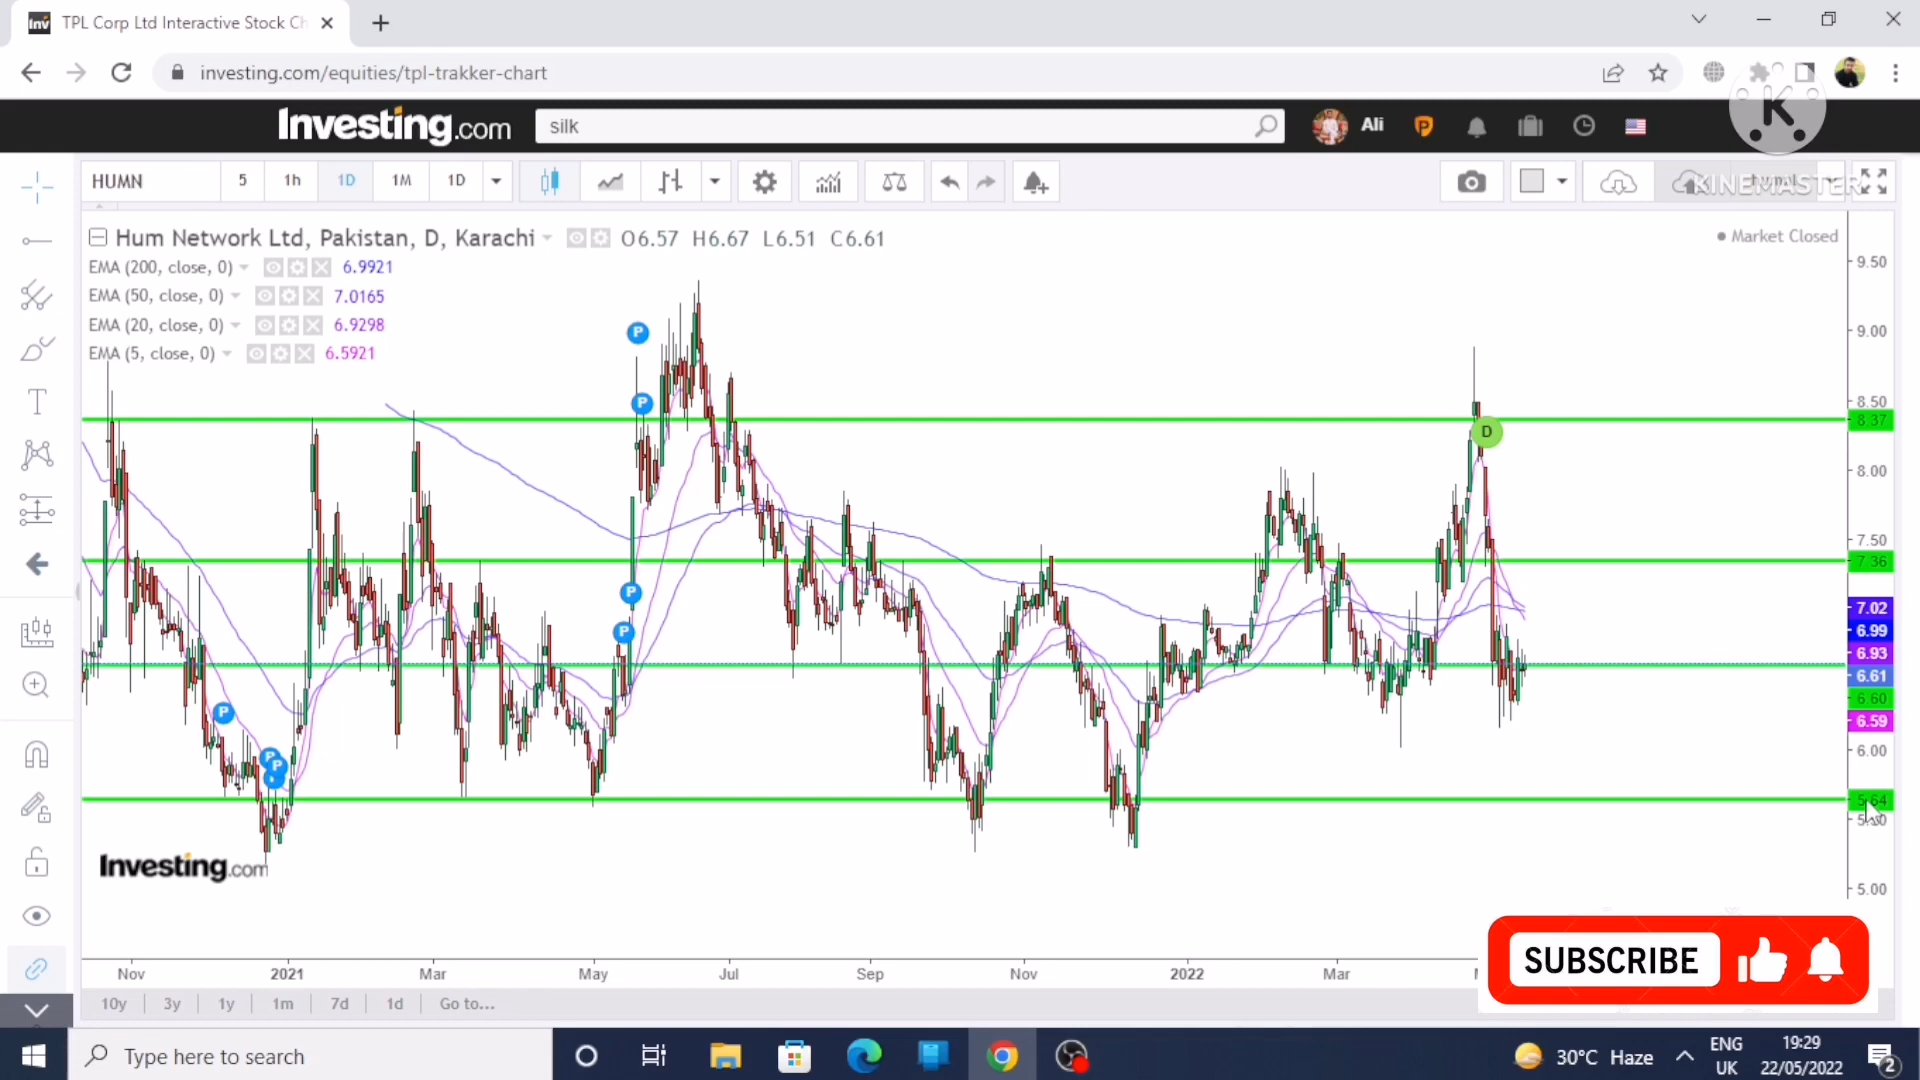 Inv TPL Corp Ltd Interactive Stock Ch
investing.com/equities/tpl-trakker-chart
Investing.com silk Ali
K
HUMN 5 1h 1D 1M 1D
KINEMASTER
Hum Network Ltd, Pakistan, D, Karachi O6.57 H6.67 L6.51 C6.61
Market Closed
EMA (200, close, 0) 6.9921
EMA (50, close, 0) 7.0165
EMA (20, close, 0) 6.9298
EMA (5, close, 0) 6.5921
9.50
9.00
8.50
8.37
8.00
7.50
7.36
7.02
6.99
6.93
6.61
6.60
6.59
6.00
5.64
5.00
P
P
P
P
P
P
P
D
Investing.com
Nov 2021 Mar May Jul Sep Nov 2022 Mar
10y 3y 1y 1m 7d 1d Go to...
SUBSCRIBE
Type here to search
30°C Haze
ENG
UK
19:29
22/05/2022
2